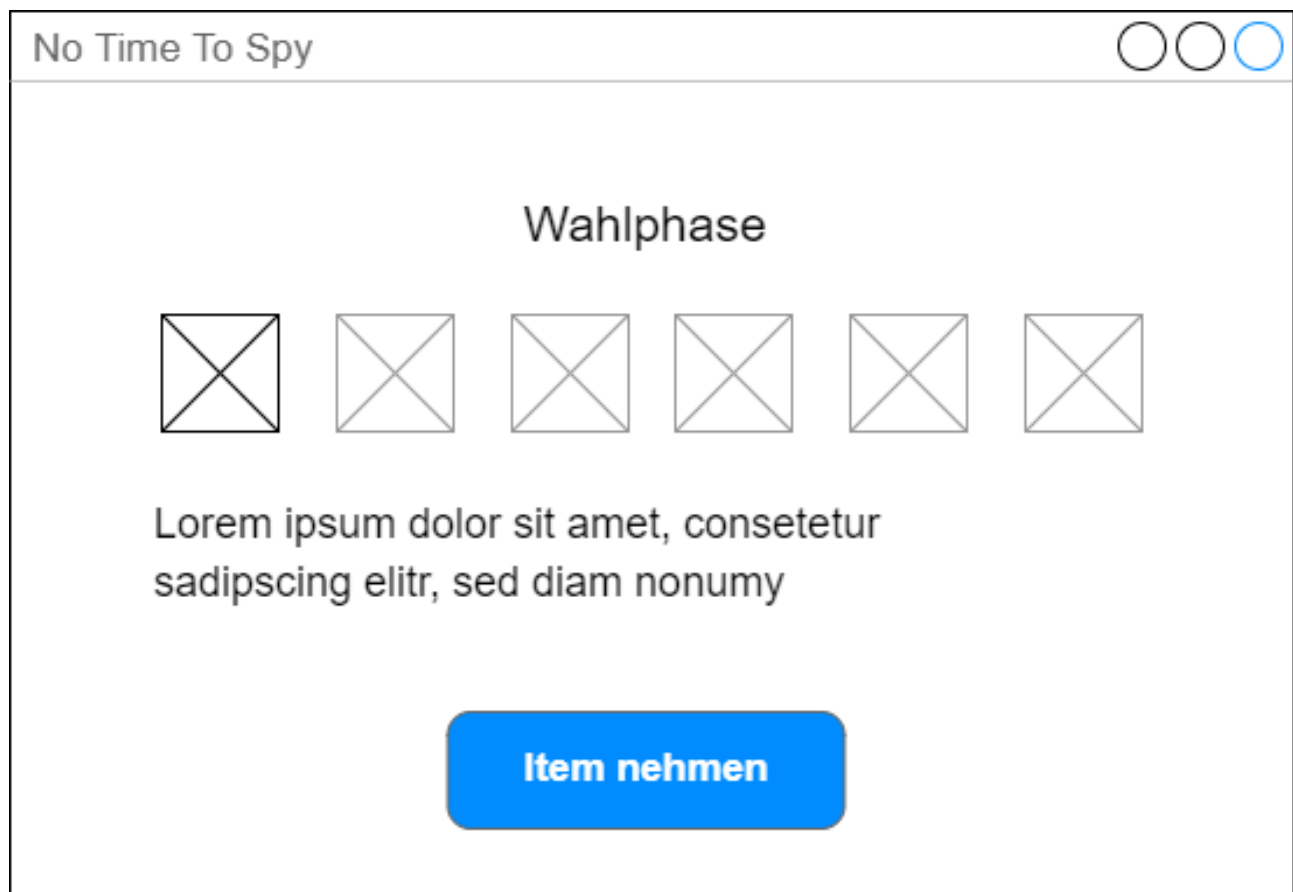 No Time To Spy
Wahlphase
Lorem ipsum dolor sit amet, consetetur
sadipscing elitr, sed diam nonumy
Item nehmen